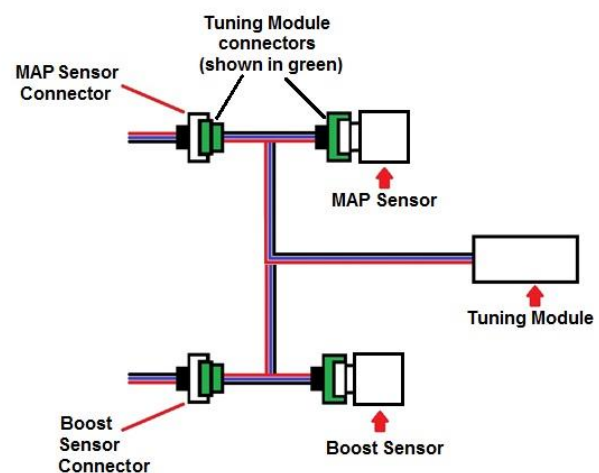 Tuning Module
connectors
(shown in green)
MAP Sensor
Connector
MAP Sensor
Tuning Module
Boost
Sensor
Connector
Boost Sensor